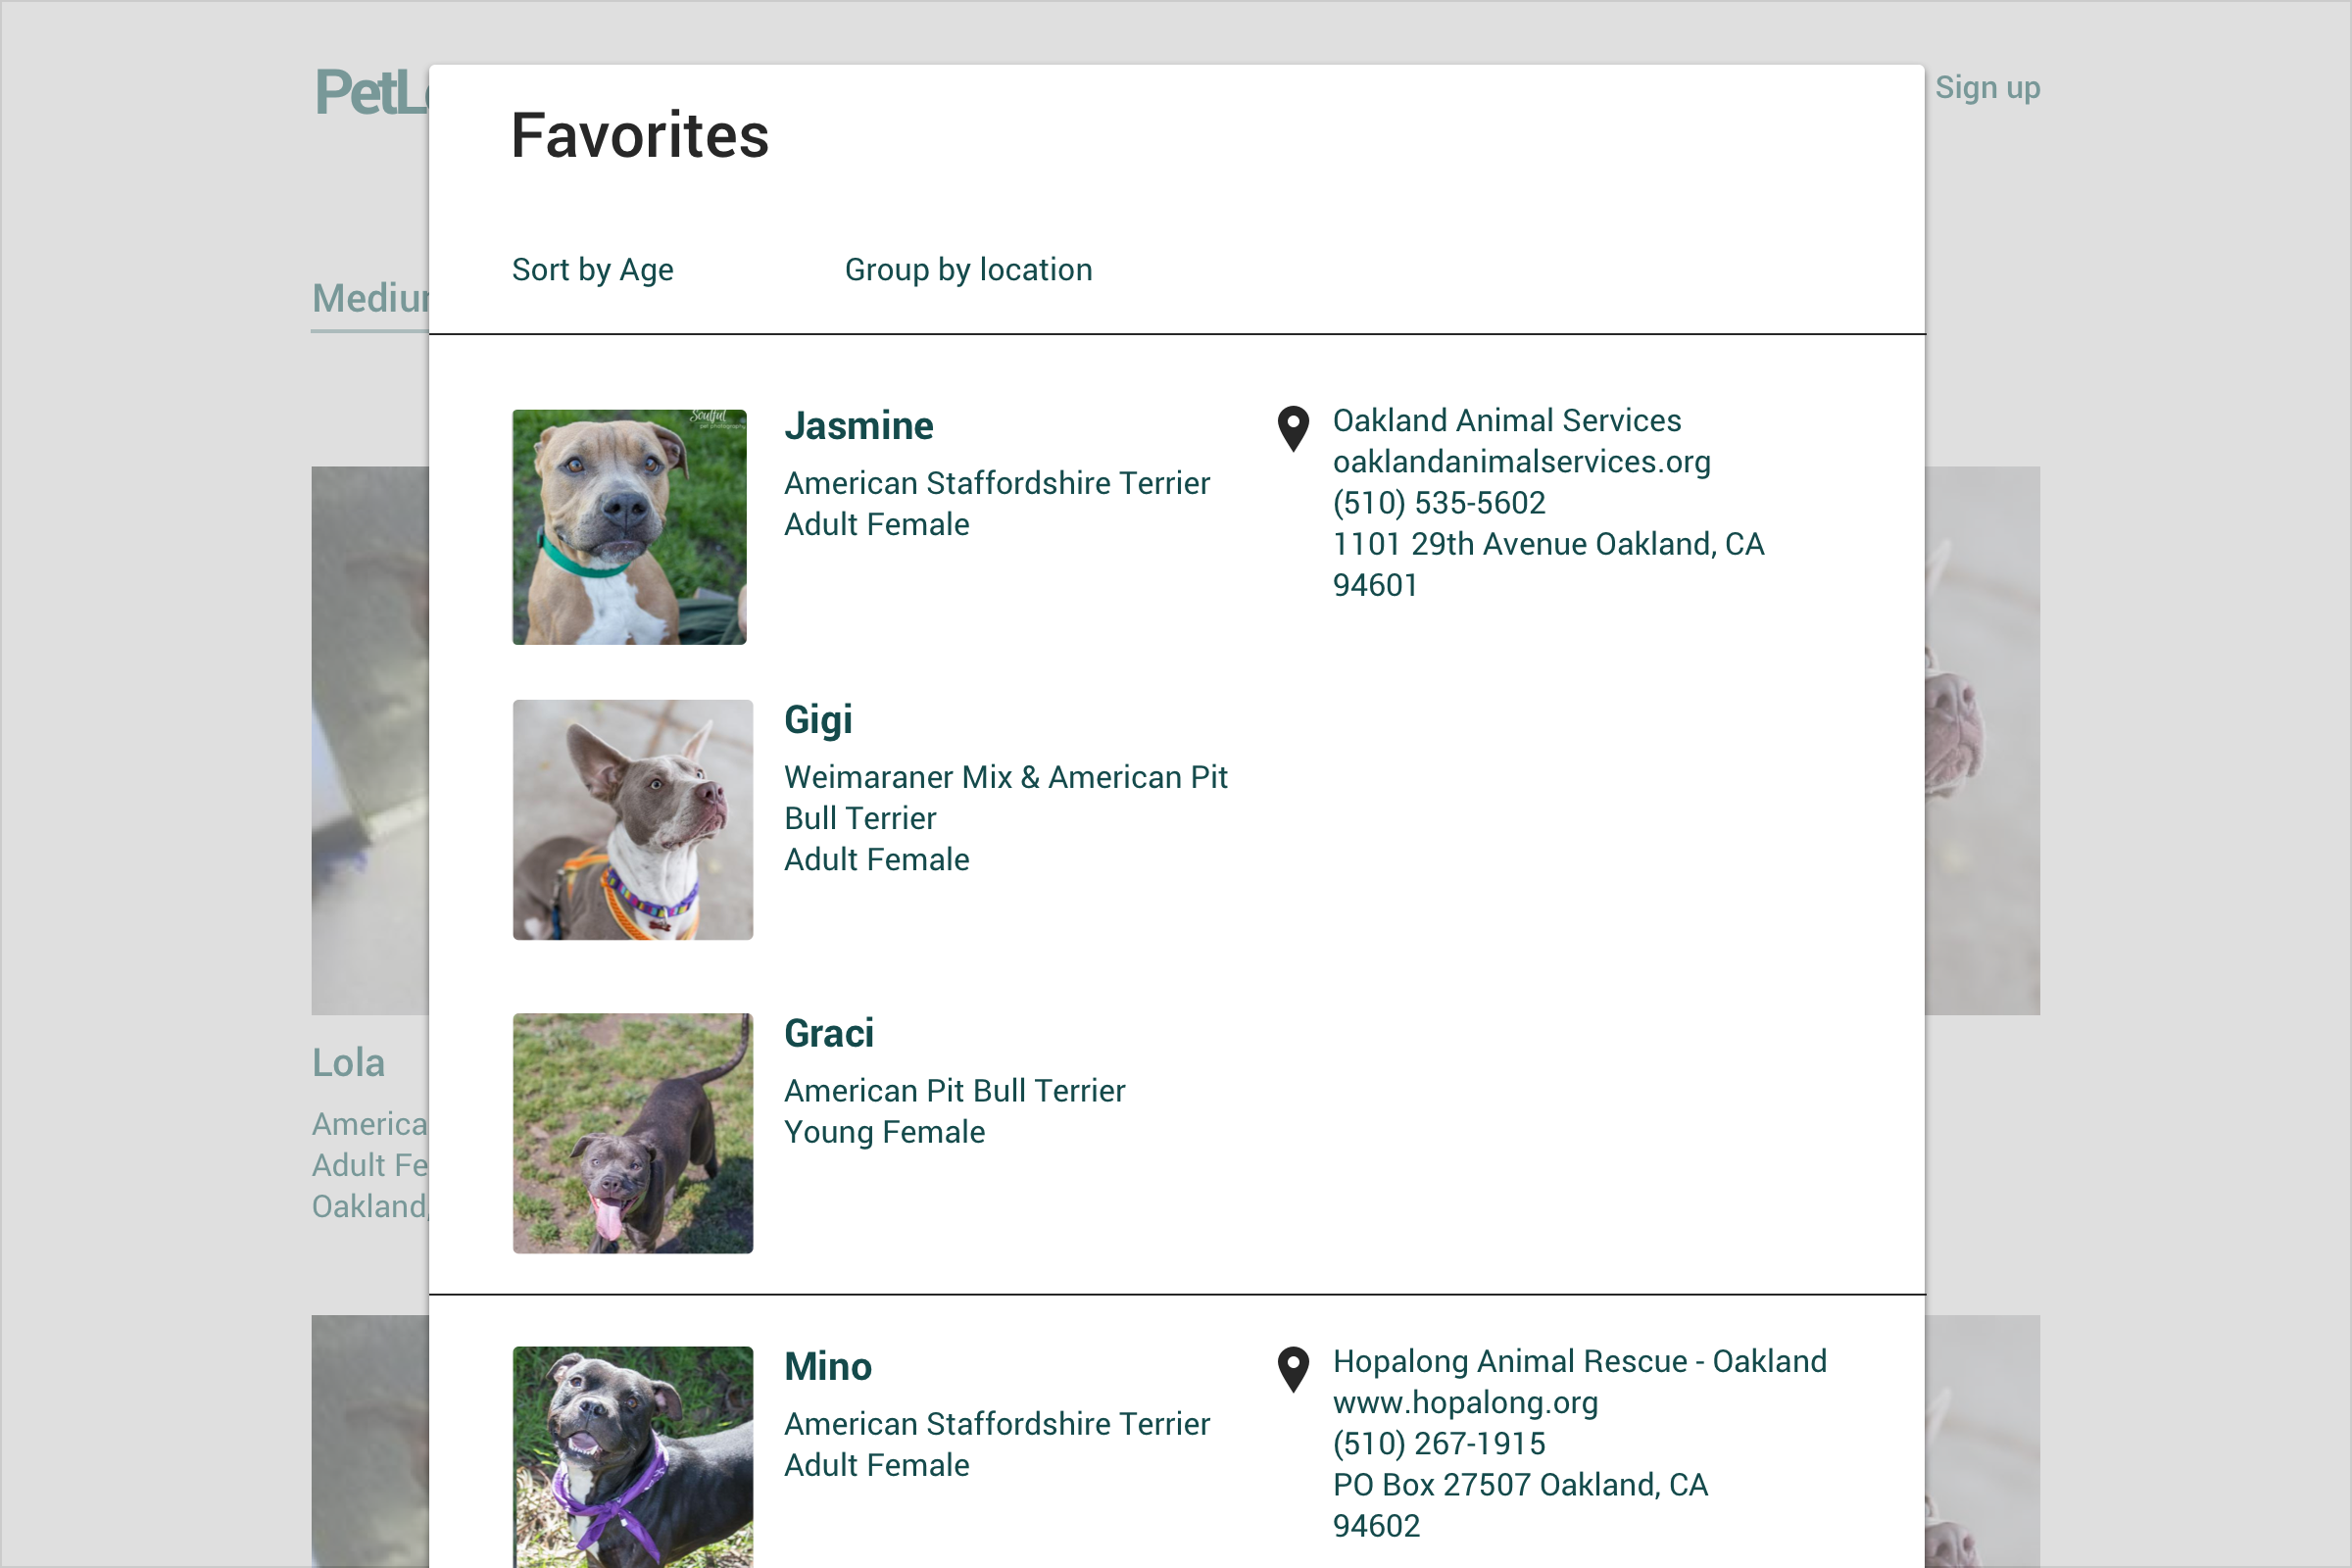 Sign up
Favorites
Sort by Age
Group by location
Soulful
pet photography
Jasmine
American Staffordshire Terrier
Adult Female
Oakland Animal Services
oaklandanimalservices.org
(510) 535-5602
1101 29th Avenue Oakland, CA
94601
Gigi
Weimaraner Mix & American Pit
Bull Terrier
Adult Female
Graci
American Pit Bull Terrier
Young Female
Lola
America
Adult Fe
Oakland,
Mino
American Staffordshire Terrier
Adult Female
Hopalong Animal Rescue - Oakland
www.hopalong.org
(510) 267-1915
PO Box 27507 Oakland, CA
94602